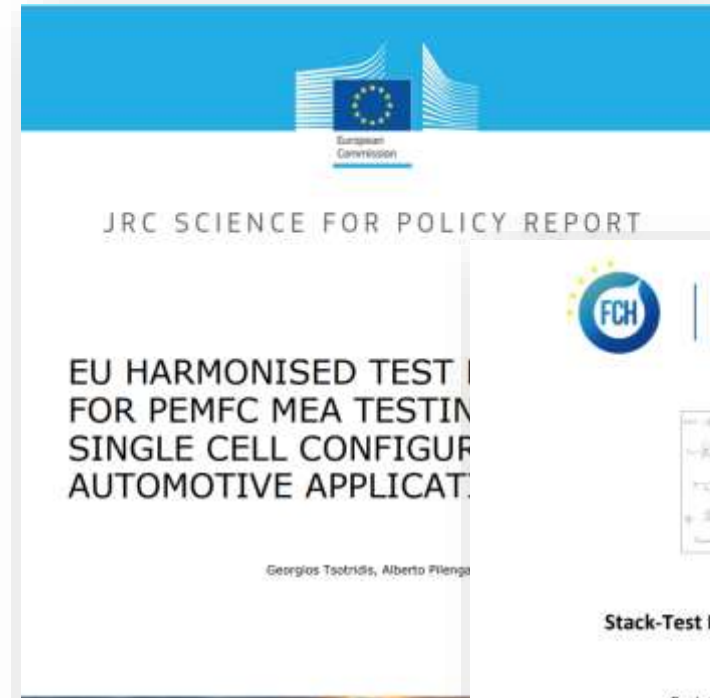 European
Commission
JRC SCIENCE FOR POLICY REPORT
FCH
EU HARMONISED TEST
FOR PEMFC MEA TESTIN
SINGLE CELL CONFIGUR
AUTOMOTIVE APPLICAT
Georgios Tsotridis, Alberto Pilenga
Stack-Test